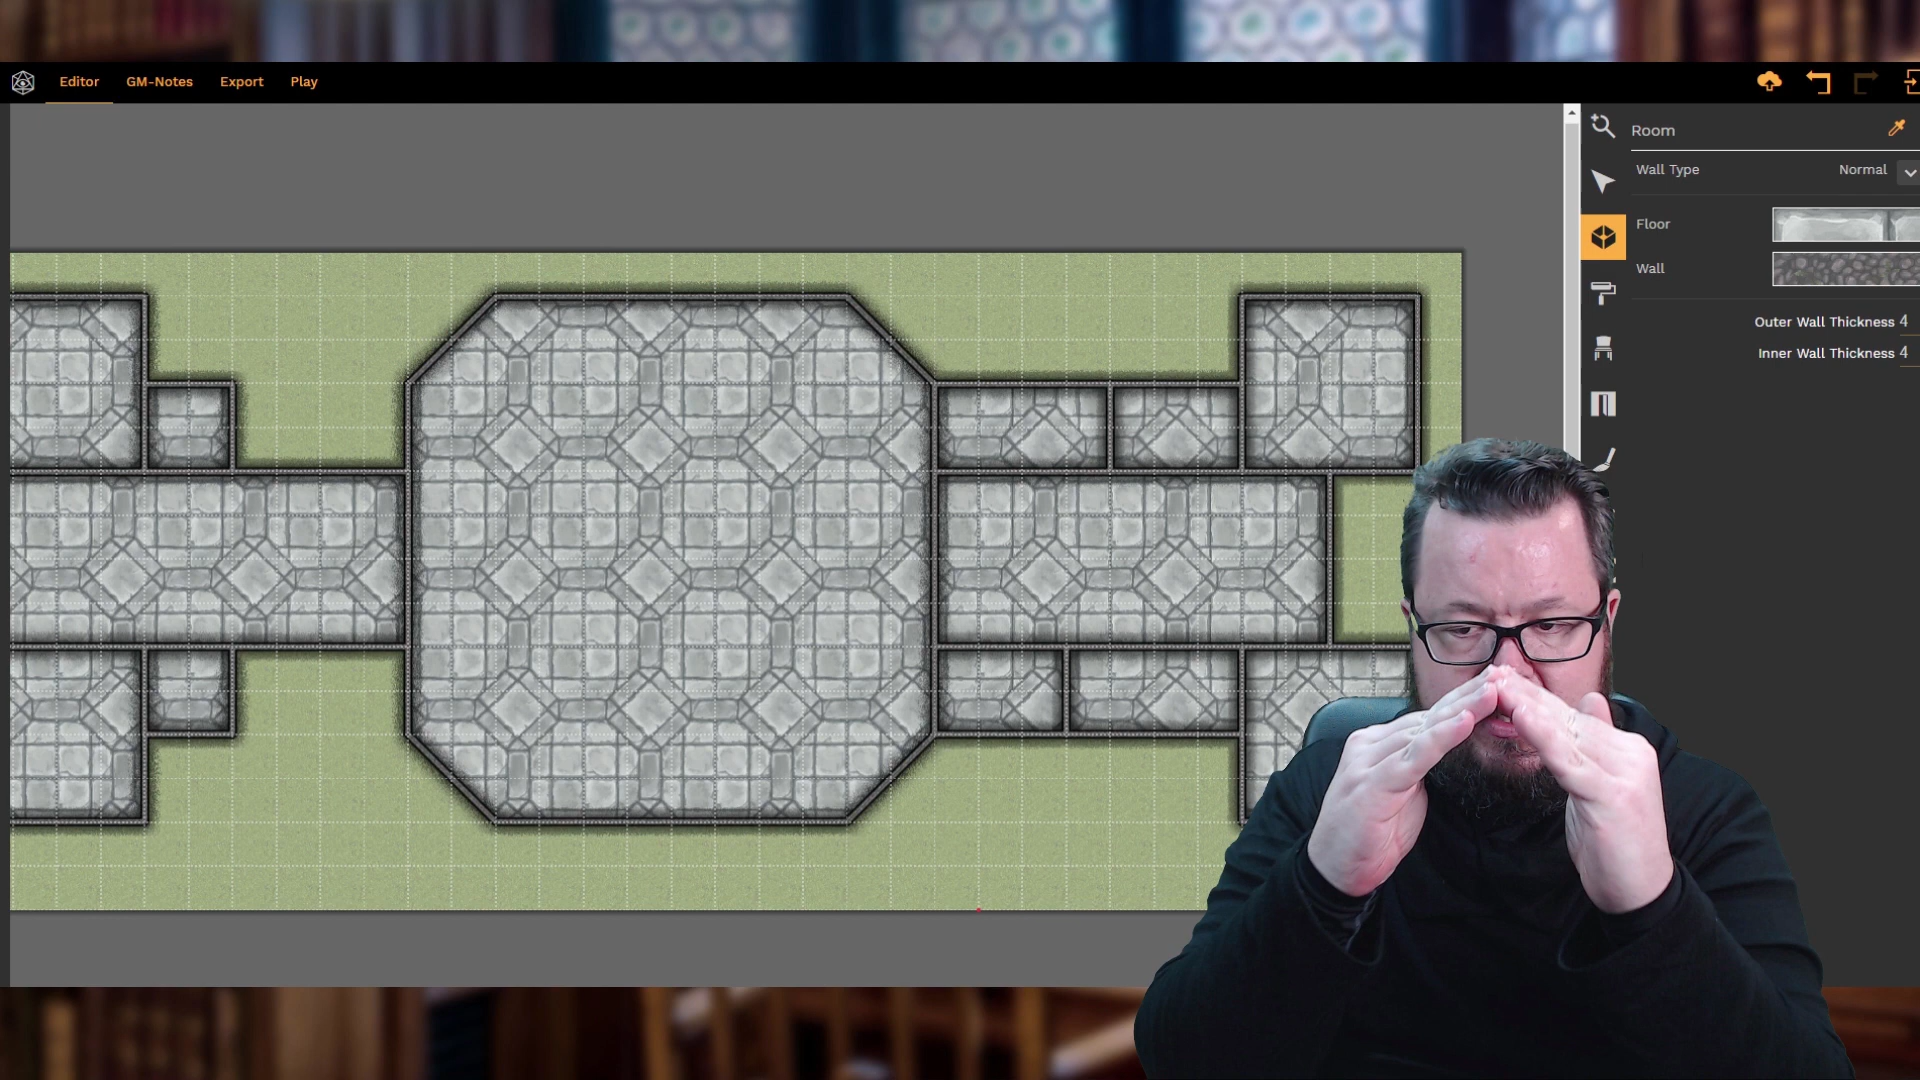 Editor GM-Notes Export Play
Room
Wall Type Normal
Floor
Wall
Outer Wall Thickness 4
Inner Wall Thickness 4